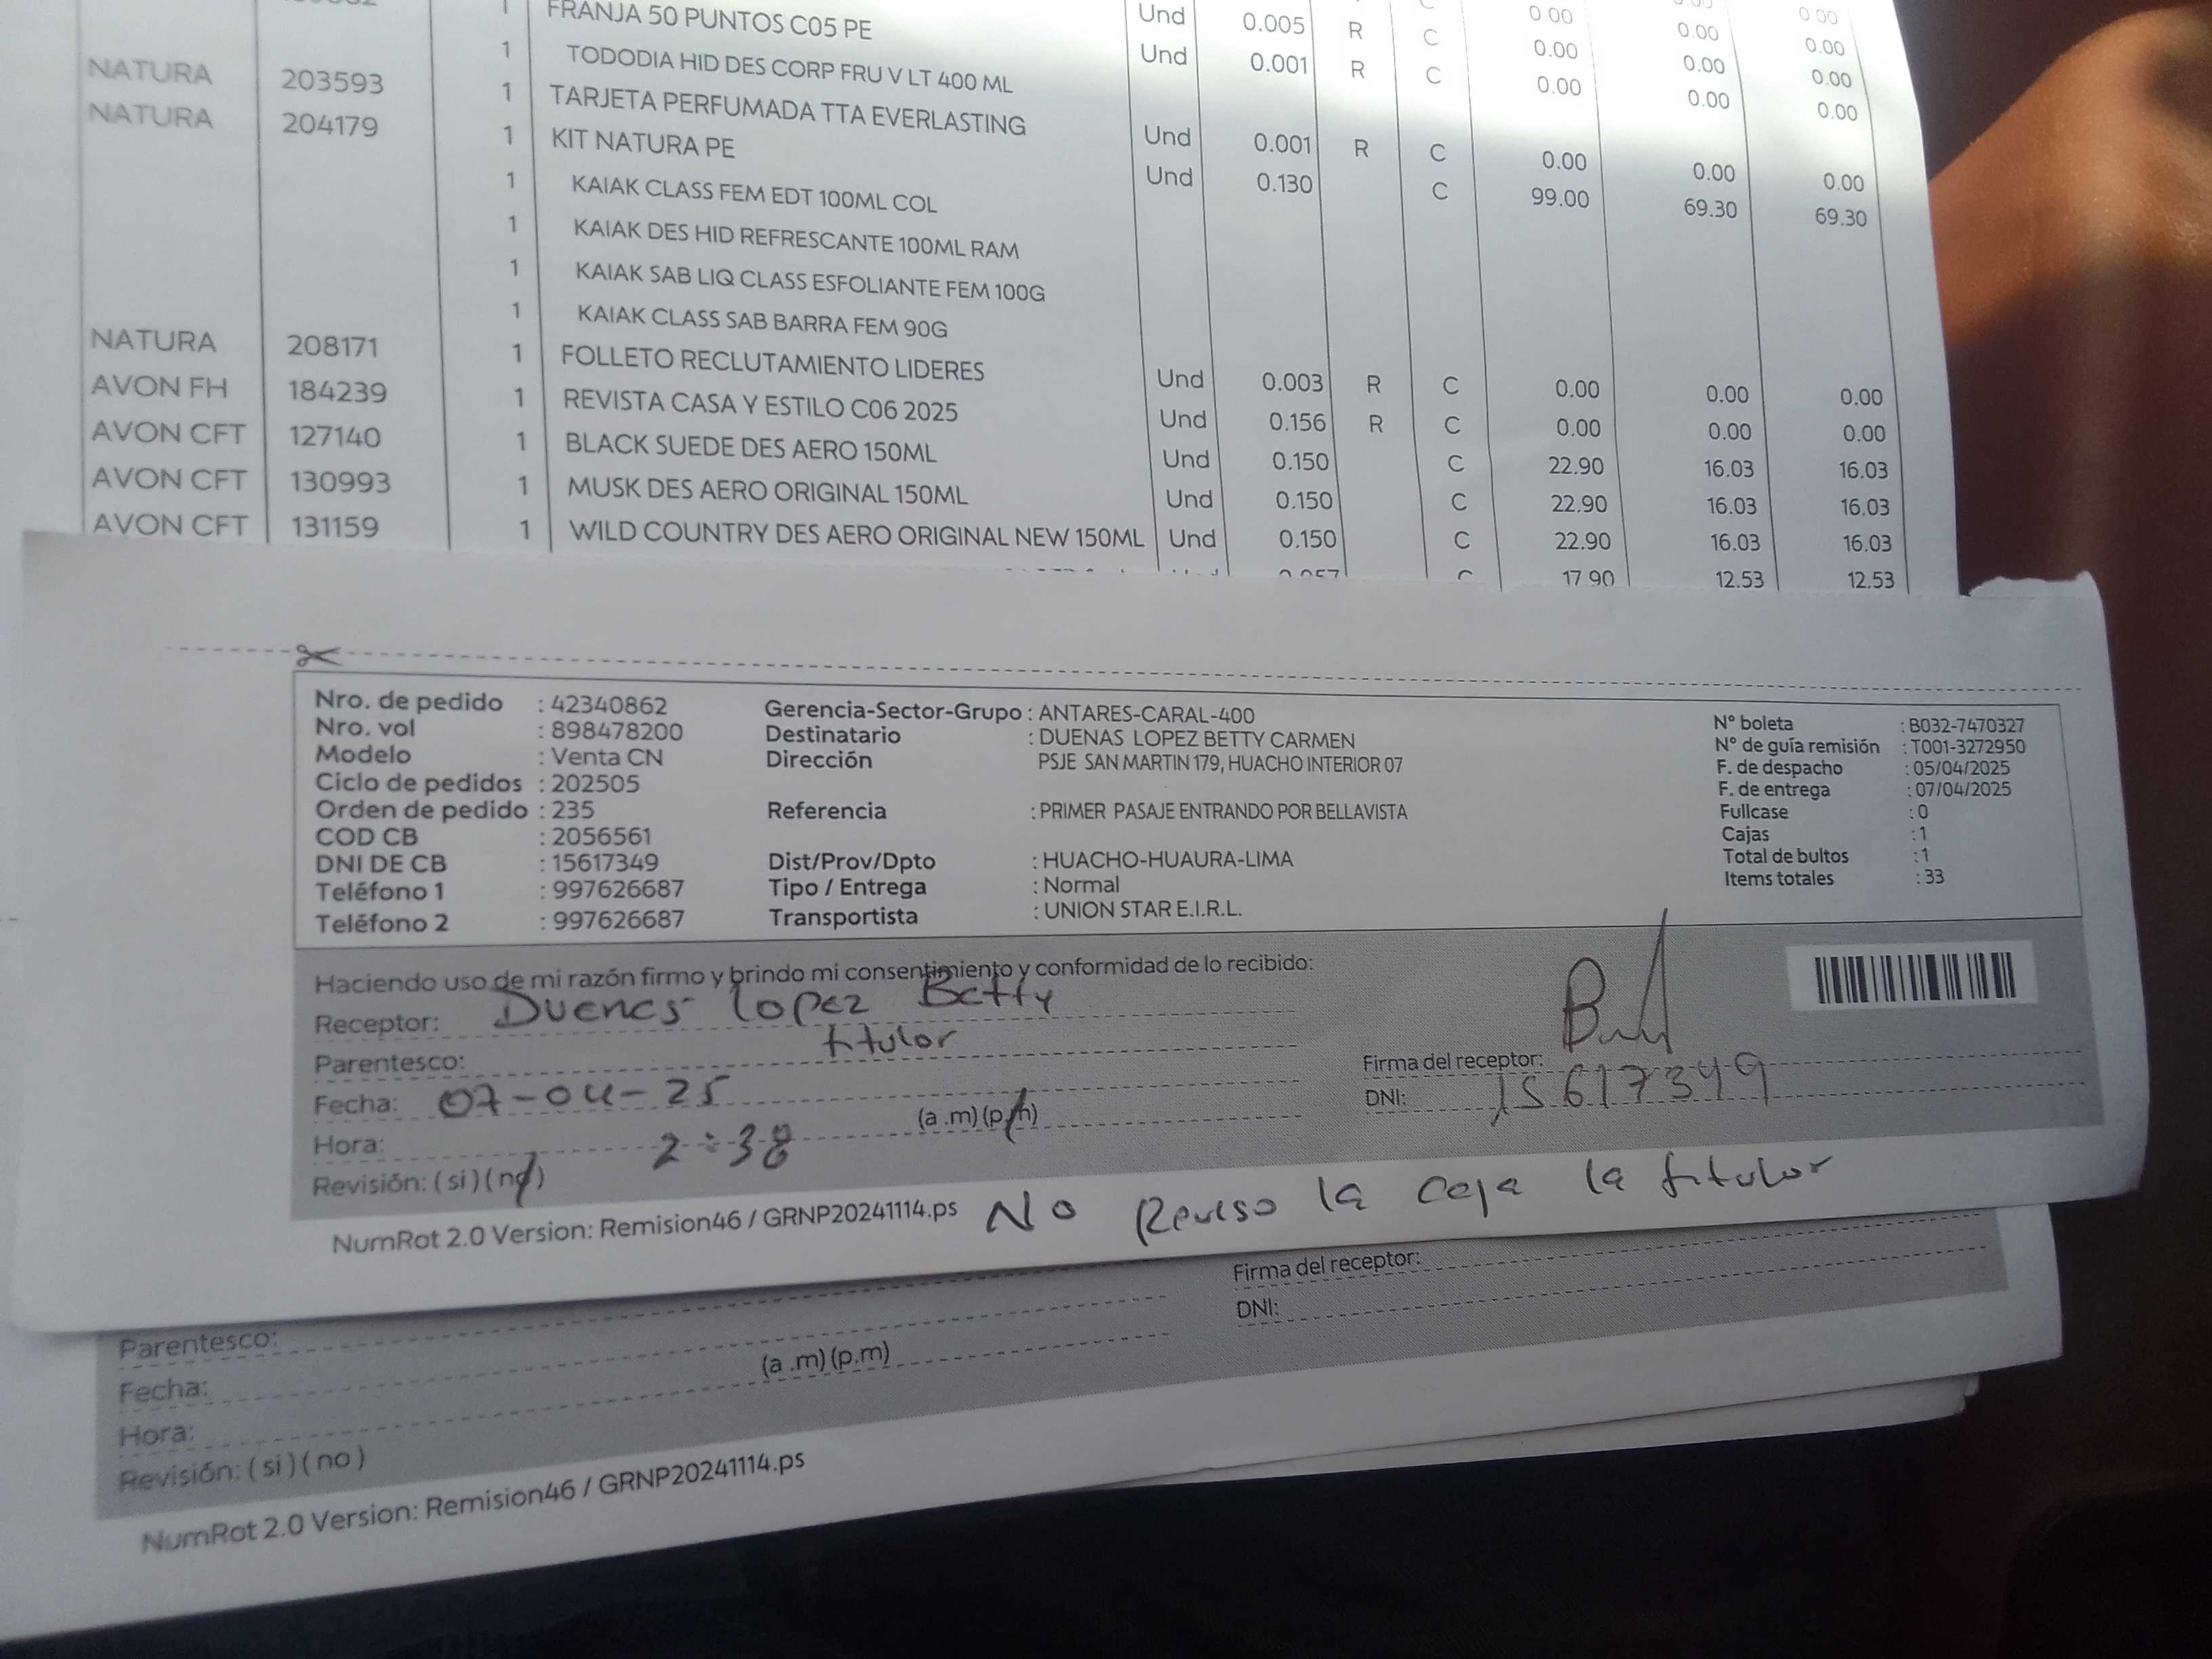 1 FRANJA 50 PUNTOS C05 PE Und 0.005 R C 0.00 0.00 0.00
1 TODODIA HID DES CORP FRU V LT 400 ML Und 0.001 R C 0.00 0.00 0.00
NATURA 203593 1 TARJETA PERFUMADA TTA EVERLASTING Und 0.001 R C 0.00 0.00 0.00
NATURA 204179 1 KIT NATURA PE Und 0.130 C 99.00 69.30 69.30
1 KAIAK CLASS FEM EDT 100ML COL
1 KAIAK DES HID REFRESCANTE 100ML RAM
1 KAIAK SAB LIQ CLASS ESFOLIANTE FEM 100G
1 KAIAK CLASS SAB BARRA FEM 90G
NATURA 208171 1 FOLLETO RECLUTAMIENTO LIDERES Und 0.003 R C 0.00 0.00 0.00
AVON FH 184239 1 REVISTA CASA Y ESTILO C06 2025 Und 0.156 R C 0.00 0.00 0.00
AVON CFT 127140 1 BLACK SUEDE DES AERO 150ML Und 0.150 C 22.90 16.03 16.03
AVON CFT 130993 1 MUSK DES AERO ORIGINAL 150ML Und 0.150 C 22.90 16.03 16.03
AVON CFT 131159 1 WILD COUNTRY DES AERO ORIGINAL NEW 150ML Und 0.150 C 22.90 16.03 16.03
C 17.90 12.53 12.53
Nro. de pedido : 42340862 Gerencia-Sector-Grupo : ANTARES-CARAL-400 N° boleta : B032-7470327
Nro. vol : 898478200 Destinatario : DUENAS LOPEZ BETTY CARMEN N° de guía remisión : T001-3272950
Modelo : Venta CN Dirección PSJE SAN MARTIN 179, HUACHO INTERIOR 07 F. de despacho : 05/04/2025
Ciclo de pedidos : 202505 F. de entrega : 07/04/2025
Orden de pedido : 235 Referencia : PRIMER PASAJE ENTRANDO POR BELLAVISTA Fullcase : 0
COD CB : 2056561 Cajas : 1
DNI DE CB : 15617349 Dist/Prov/Dpto : HUACHO-HUAURA-LIMA Total de bultos : 1
Teléfono 1 : 997626687 Tipo / Entrega : Normal Items totales : 33
Teléfono 2 : 997626687 Transportista : UNION STAR E.I.R.L.
Haciendo uso de mi razón firmo y brindo mi consentimiento y conformidad de lo recibido:
Receptor: Duenas Lopez Betty
Parentesco: titular Firma del receptor:
Fecha: 07-04-25 DNI: 15617349
Hora: 2:38 (a .m) (p.m)
Revisión: ( si ) ( no )
NumRot 2.0 Version: Remision46 / GRNP20241114.ps No Reviso la caja la titular
Firma del receptor:
Parentesco: DNI:
Fecha: (a .m) (p.m)
Hora:
Revisión: ( si ) ( no )
NumRot 2.0 Version: Remision46 / GRNP20241114.ps